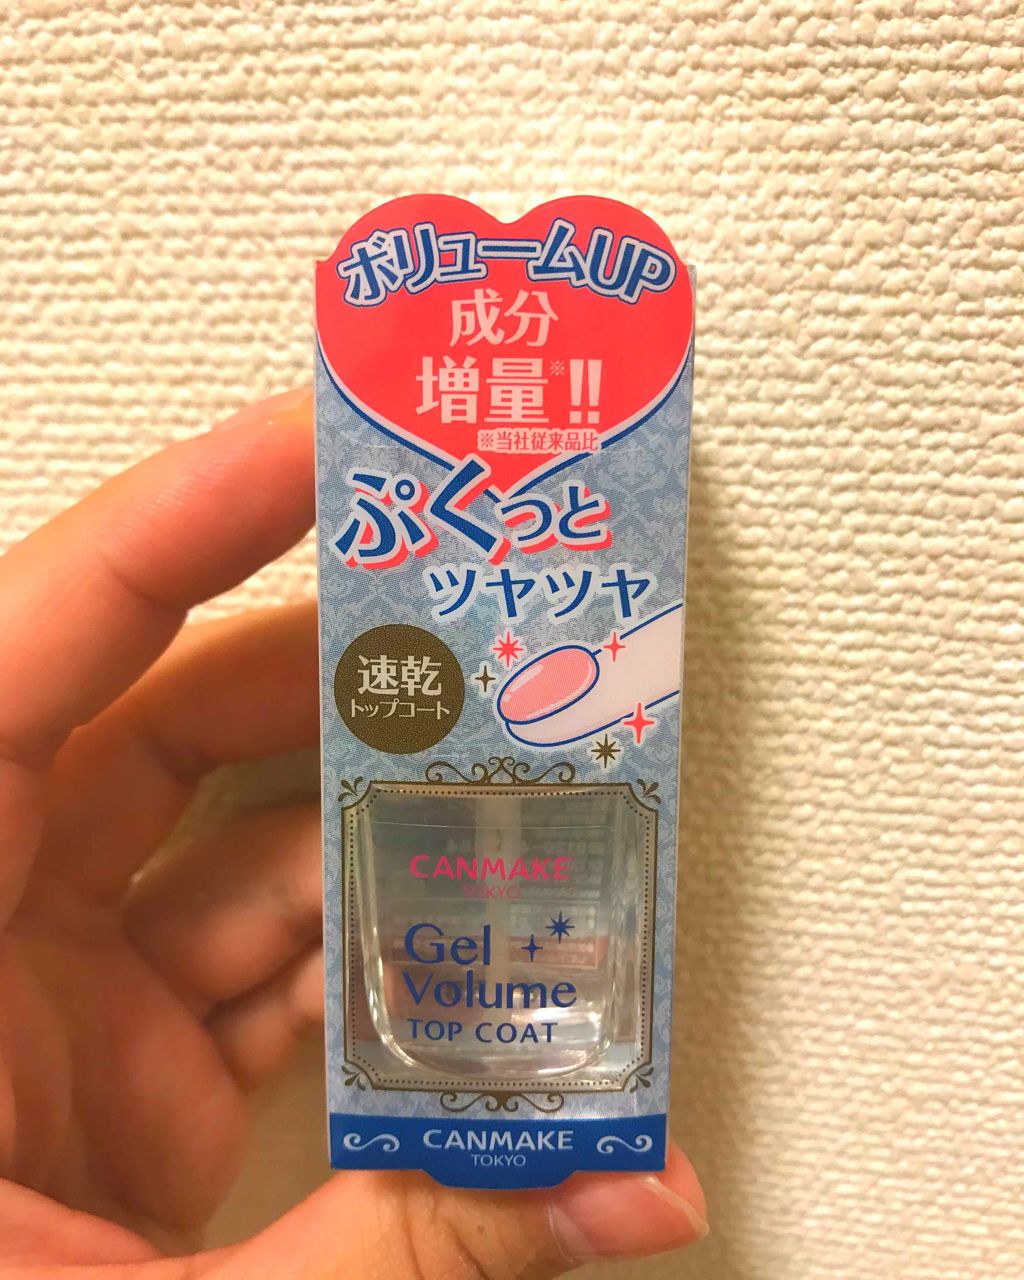 ボリュームUP
成分
増量※!!
※当社従来品比
ぷくっと
ツヤツヤ
速乾
トップコート
CANMAKE
TOKYO
Gel
Volume
TOP COAT
CANMAKE
TOKYO